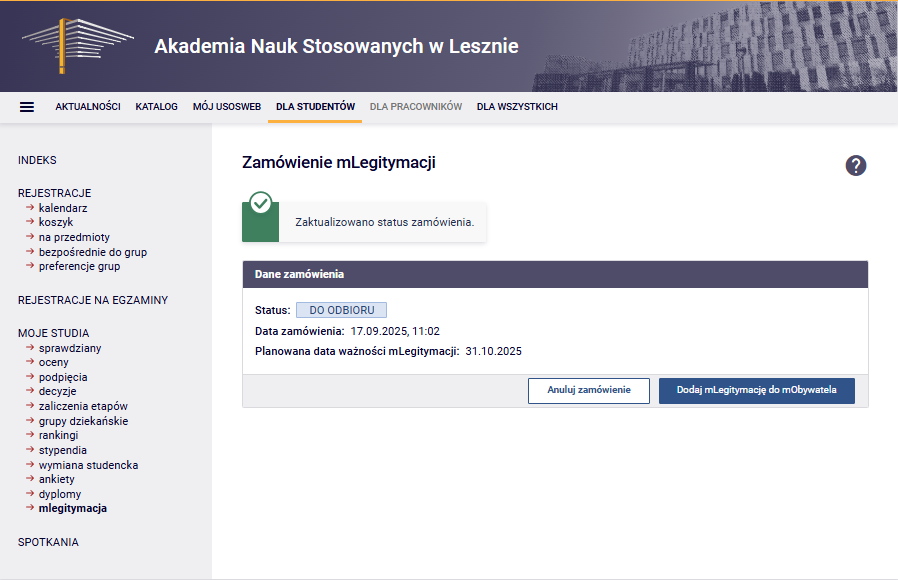 Akademia Nauk Stosowanych w Lesznie
AKTUALNOŚCI KATALOG MÓJ USOSWEB DLA STUDENTÓW DLA PRACOWNIKÓW DLA WSZYSTKICH
INDEKS
REJESTRACJE
→ kalendarz
→ koszyk
→ na przedmioty
→ bezpośrednie do grup
→ preferencje grup
REJESTRACJE NA EGZAMINY
MOJE STUDIA
→ sprawdziany
→ oceny
→ podpięcia
→ decyzje
→ zaliczenia etapów
→ grupy dziekańskie
→ rankingi
→ stypendia
→ wymiana studencka
→ ankiety
→ dyplomy
→ mlegitymacja
SPOTKANIA
Zamówienie mLegitymacji
?
Zaktualizowano status zamówienia.
Dane zamówienia
Status: DO ODBIORU
Data zamówienia: 17.09.2025, 11:02
Planowana data ważności mLegitymacji: 31.10.2025
Anuluj zamówienie Dodaj mLegitymację do mObywatela